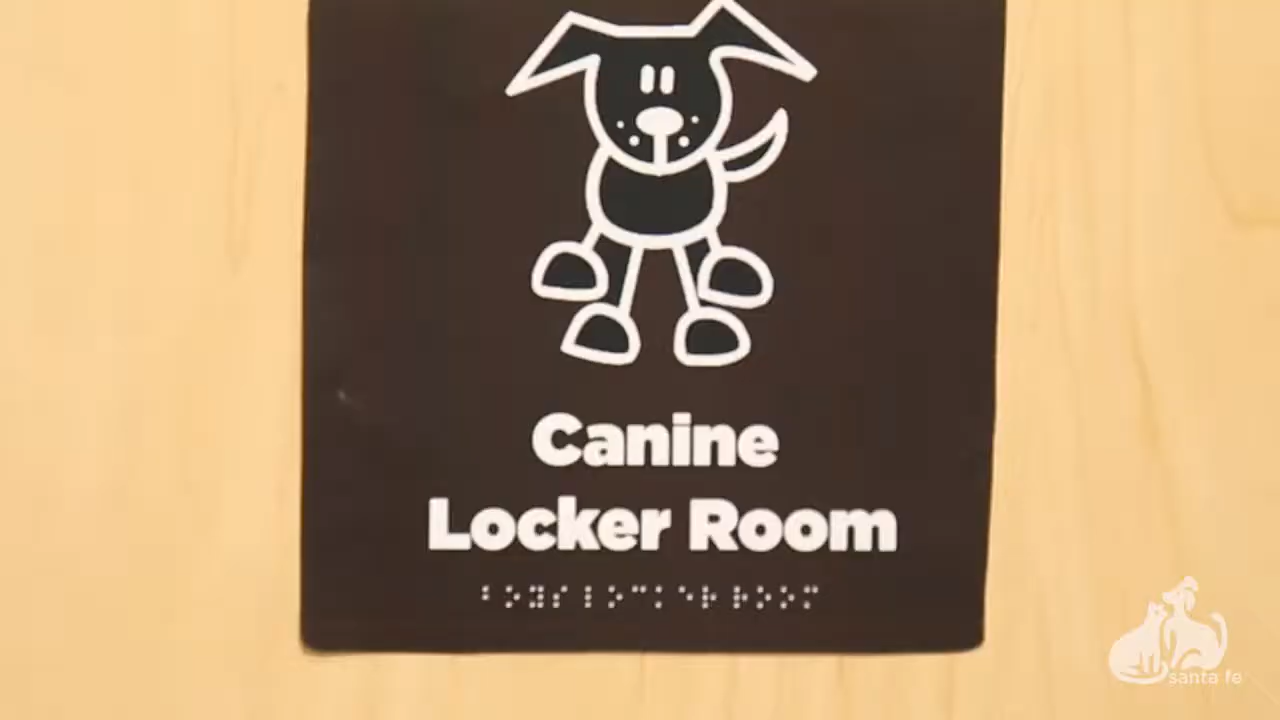 Canine
Locker Room
⠃⠕⠽⠎ ⠇⠕⠉⠅⠑⠗ ⠗⠕⠕⠍
santa fe